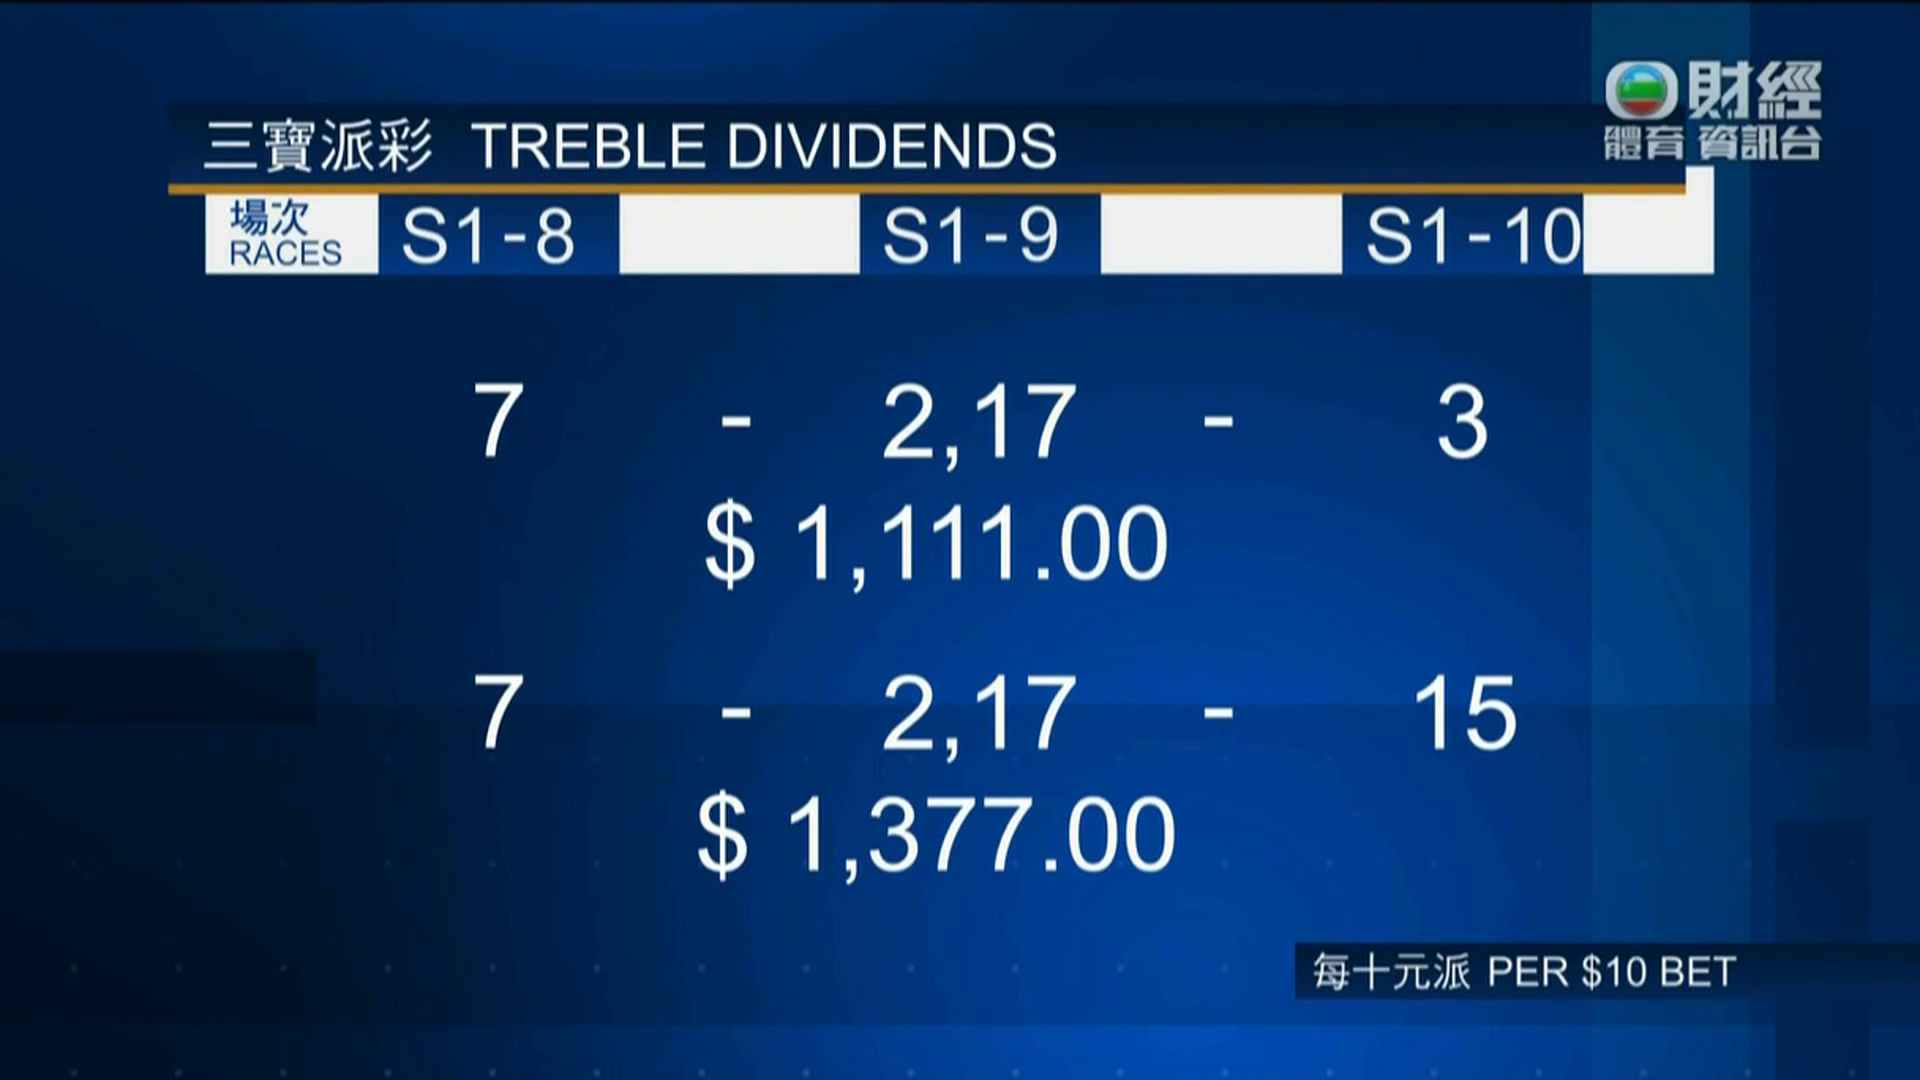 財經
體育 資訊台
三寶派彩 TREBLE DIVIDENDS
場次
RACES
S1-8 S1-9 S1-10
7 - 2,17 - 3
$ 1,111.00
7 - 2,17 - 15
$ 1,377.00
每十元派 PER $10 BET